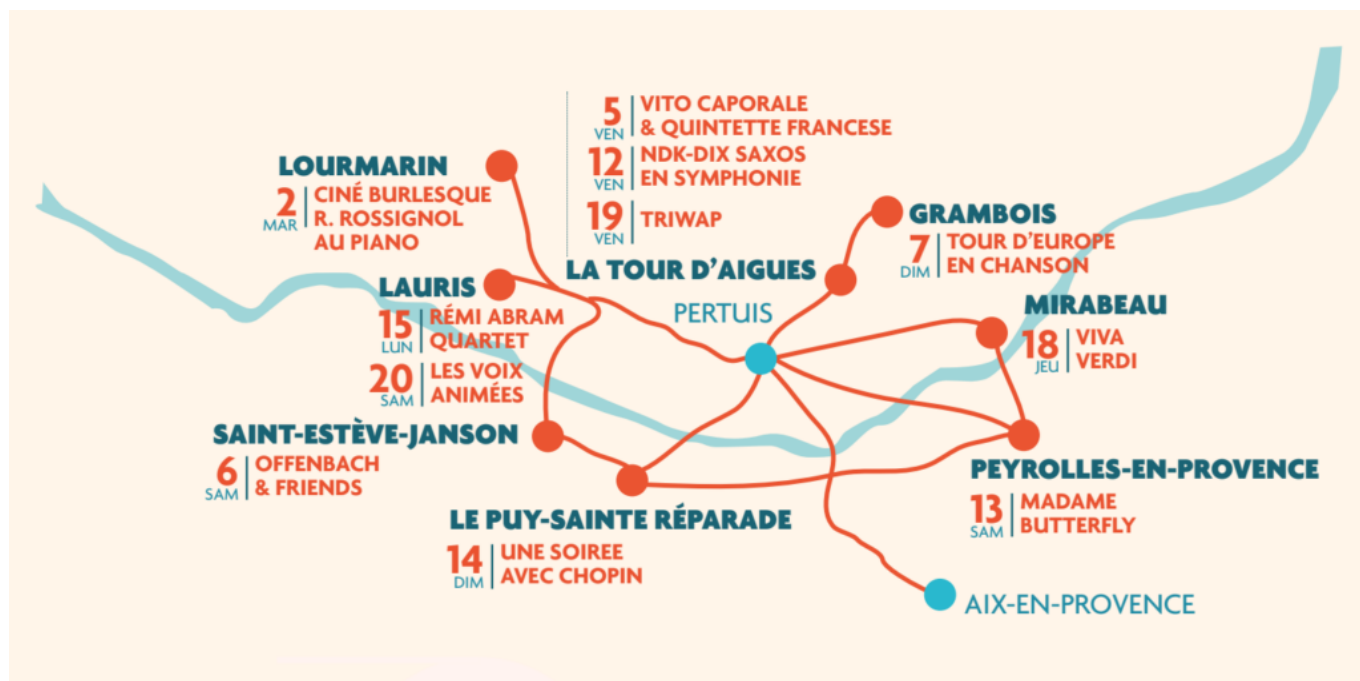 5
VEN
VITO CAPORALE
& QUINTETTE FRANCESE
12
VEN
NDK-DIX SAXOS
EN SYMPHONIE
19
VEN
TRIWAP
LA TOUR D'AIGUES
LOURMARIN
2
MAR
CINÉ BURLESQUE
R. ROSSIGNOL
AU PIANO
GRAMBOIS
7
DIM
TOUR D'EUROPE
EN CHANSON
LAURIS
15
LUN
RÉMI ABRAM
QUARTET
20
SAM
LES VOIX
ANIMÉES
PERTUIS
MIRABEAU
18
JEU
VIVA
VERDI
SAINT-ESTÈVE-JANSON
6
SAM
OFFENBACH
& FRIENDS
PEYROLLES-EN-PROVENCE
13
SAM
MADAME
BUTTERFLY
LE PUY-SAINTE RÉPARADE
14
DIM
UNE SOIREE
AVEC CHOPIN
AIX-EN-PROVENCE